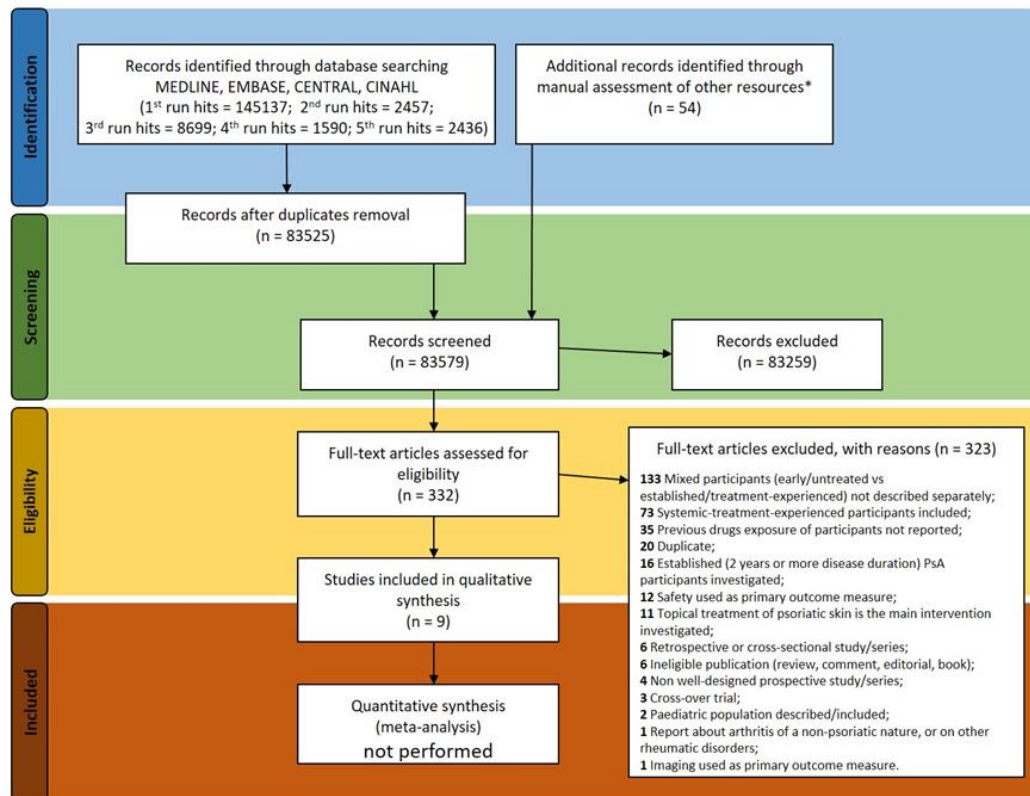 Identification
Records identified through database searching
MEDLINE, EMBASE, CENTRAL, CINAHL
(1st run hits = 145137; 2nd run hits = 2457;
3rd run hits = 8699; 4th run hits = 1590; 5th run hits = 2436)
Additional records identified through
manual assessment of other resources*
(n = 54)
Screening
Records after duplicates removal
(n = 83525)
Records screened
(n = 83579)
Records excluded
(n = 83259)
Eligibility
Full-text articles assessed for
eligibility
(n = 332)
Full-text articles excluded, with reasons (n = 323)
133 Mixed participants (early/untreated vs
established/treatment-experienced) not described separately;
73 Systemic-treatment-experienced participants included;
35 Previous drugs exposure of participants not reported;
20 Duplicate;
16 Established (2 years or more disease duration) PsA
participants investigated;
12 Safety used as primary outcome measure;
11 Topical treatment of psoriatic skin is the main intervention
investigated;
6 Retrospective or cross-sectional study/series;
6 Ineligible publication (review, comment, editorial, book);
4 Non well-designed prospective study/series;
3 Cross-over trial;
2 Paediatric population described/included;
1 Report about arthritis of a non-psoriatic nature, or on other
rheumatic disorders;
1 Imaging used as primary outcome measure.
Studies included in qualitative
synthesis
(n = 9)
Included
Quantitative synthesis
(meta-analysis)
not performed